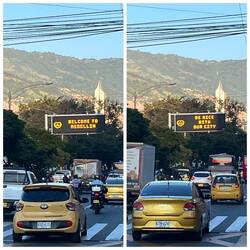 WELCOME TO
MEDELLIN
BE NICE
WITH
OUR CITY